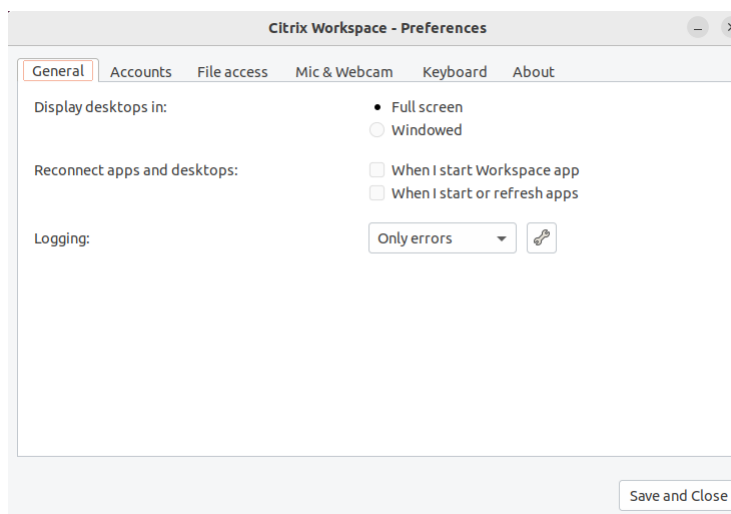 Citrix Workspace - Preferences
General Accounts File access Mic & Webcam Keyboard About
Display desktops in: Full screen
Windowed
Reconnect apps and desktops: When I start Workspace app
When I start or refresh apps
Logging: Only errors
Save and Close